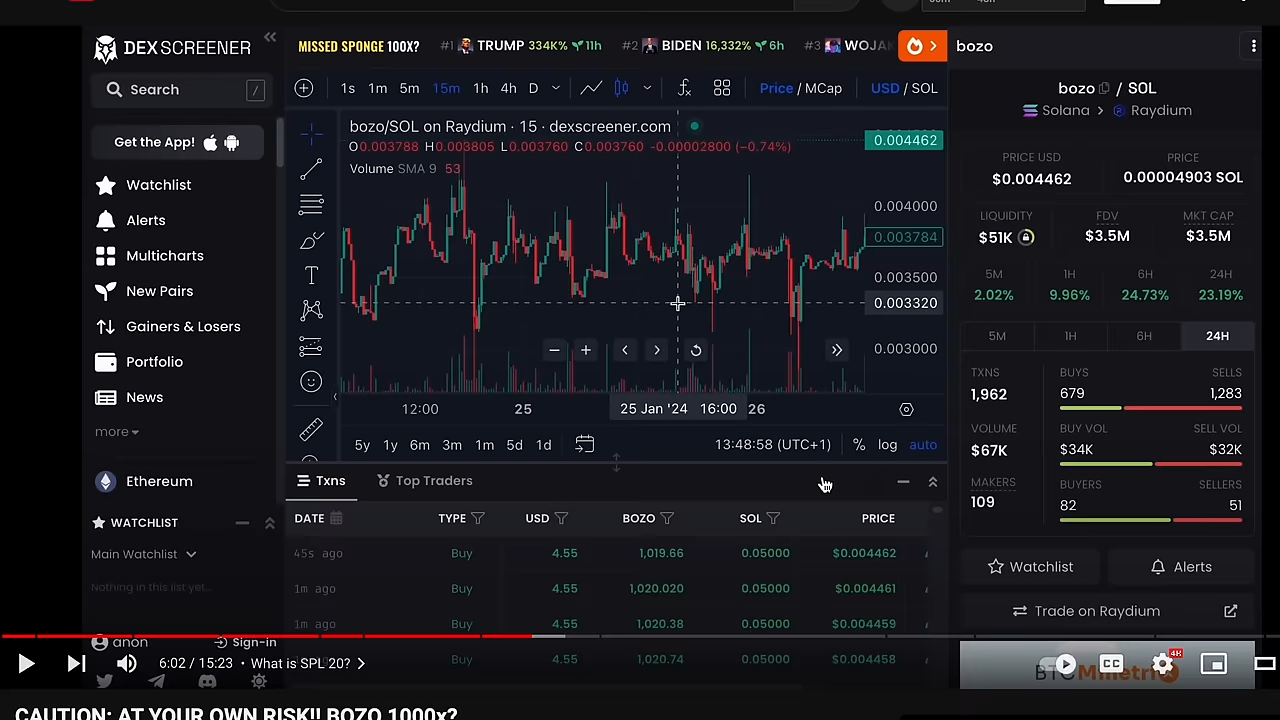 DEX SCREENER
Search
/
Get the App!
Watchlist
Alerts
Multicharts
New Pairs
Gainers & Losers
Portfolio
News
more
Ethereum
WATCHLIST
Main Watchlist
Nothing in this list yet...
anon
Sign-in
MISSED SPONGE 100X?
#1 TRUMP 334K% 11h
#2 BIDEN 16,332% 6h
#3 WOJAK
1s 1m 5m 15m 1h 4h D
Price / MCap
USD / SOL
bozo/SOL on Raydium · 15 · dexscreener.com
O0.003788 H0.003805 L0.003760 C0.003760 -0.00002800 (−0.74%)
Volume SMA 9 53
0.004462
0.004000
0.003784
0.003500
0.003320
0.003000
12:00 25 25 Jan '24 16:00 26
5y 1y 6m 3m 1m 5d 1d
13:48:58 (UTC+1) % log auto
Txns Top Traders
DATE TYPE USD BOZO SOL PRICE
45s ago Buy 4.55 1,019.66 0.05000 $0.004462
1m ago Buy 4.55 1,020.020 0.05000 $0.004461
1m ago Buy 4.55 1,020.38 0.05000 $0.004459
Buy 4.55 1,020.74 0.05000 $0.004458
bozo
bozo / SOL
Solana > Raydium
PRICE USD PRICE
$0.004462 0.00004903 SOL
LIQUIDITY FDV MKT CAP
$51K $3.5M $3.5M
5M 1H 6H 24H
2.02% 9.96% 24.73% 23.19%
5M 1H 6H 24H
TXNS BUYS SELLS
1,962 679 1,283
VOLUME BUY VOL SELL VOL
$67K $34K $32K
MAKERS BUYERS SELLERS
109 82 51
Watchlist Alerts
Trade on Raydium
6:02 / 15:23 · What is SPL 20?
CC
4K
CAUTION: AT YOUR OWN RISK!! BOZO 1000x?